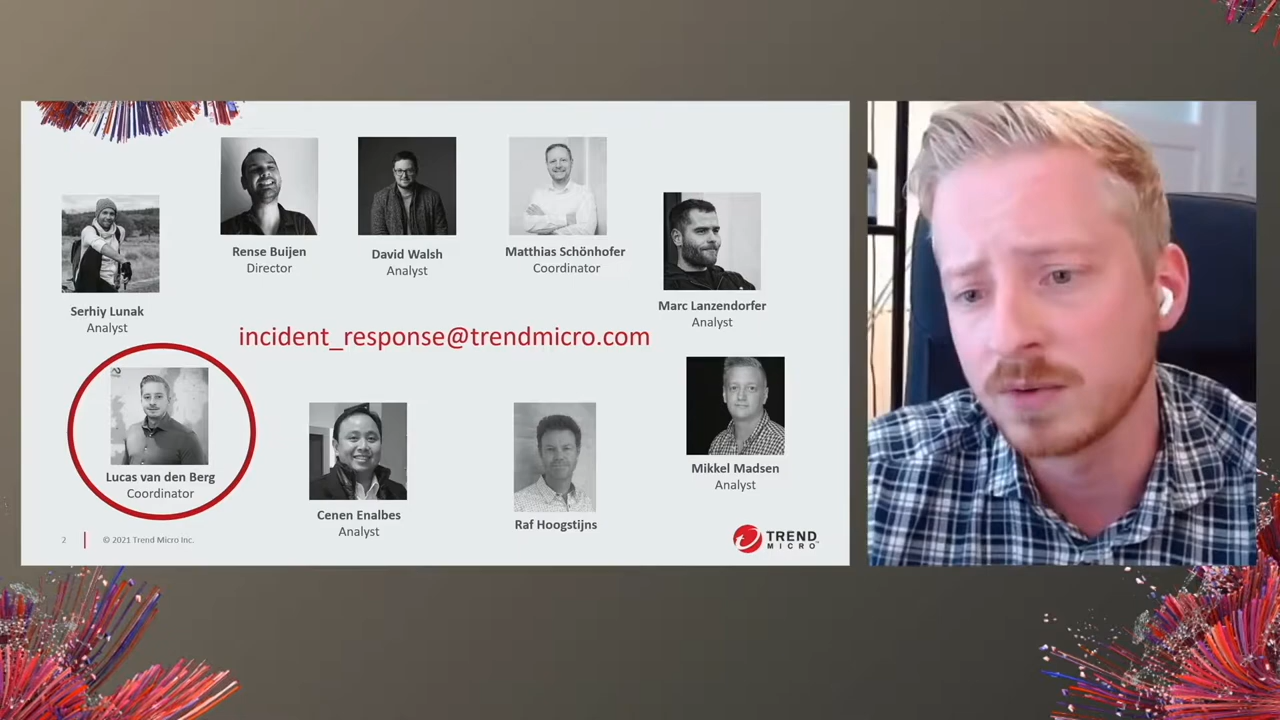 Rense Buijen
Director
David Walsh
Analyst
Matthias Schönhofer
Coordinator
Serhiy Lunak
Analyst
Marc Lanzendorfer
Analyst
incident_response@trendmicro.com
Lucas van den Berg
Coordinator
Cenen Enalbes
Analyst
Raf Hoogstijns
Mikkel Madsen
Analyst
2
© 2021 Trend Micro Inc.
TREND
MICRO